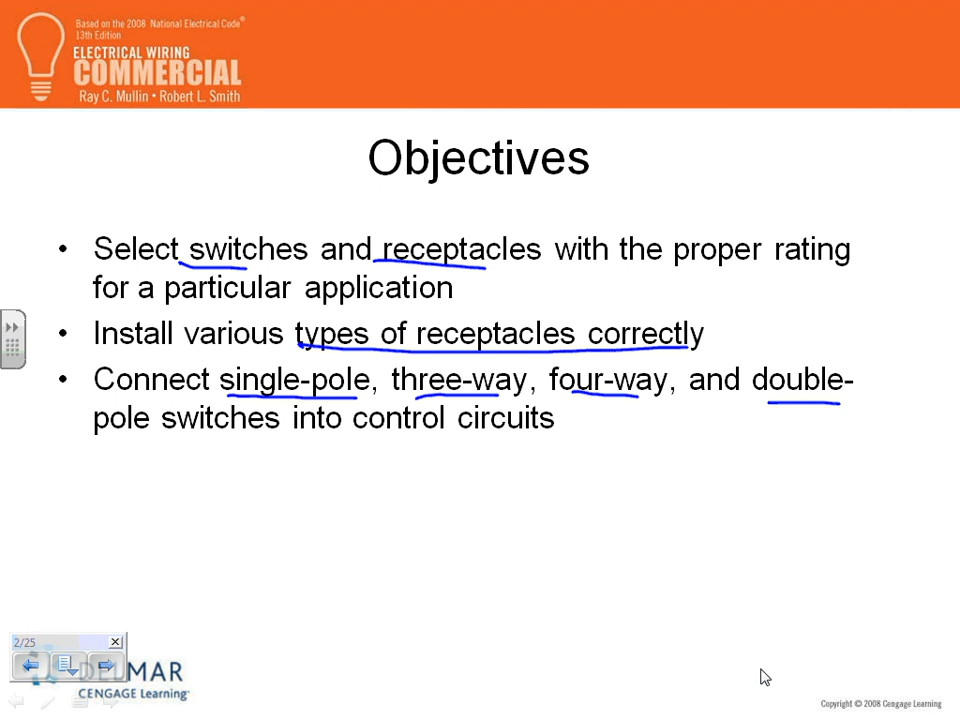 Based on the 2008 National Electrical Code®
13th Edition
ELECTRICAL WIRING
COMMERCIAL
Ray C. Mullin • Robert L. Smith
Objectives
• Select switches and receptacles with the proper rating
for a particular application
• Install various types of receptacles correctly
• Connect single-pole, three-way, four-way, and double-
pole switches into control circuits
2/25
DELMAR
CENGAGE Learning™
Copyright © 2008 Cengage Learning